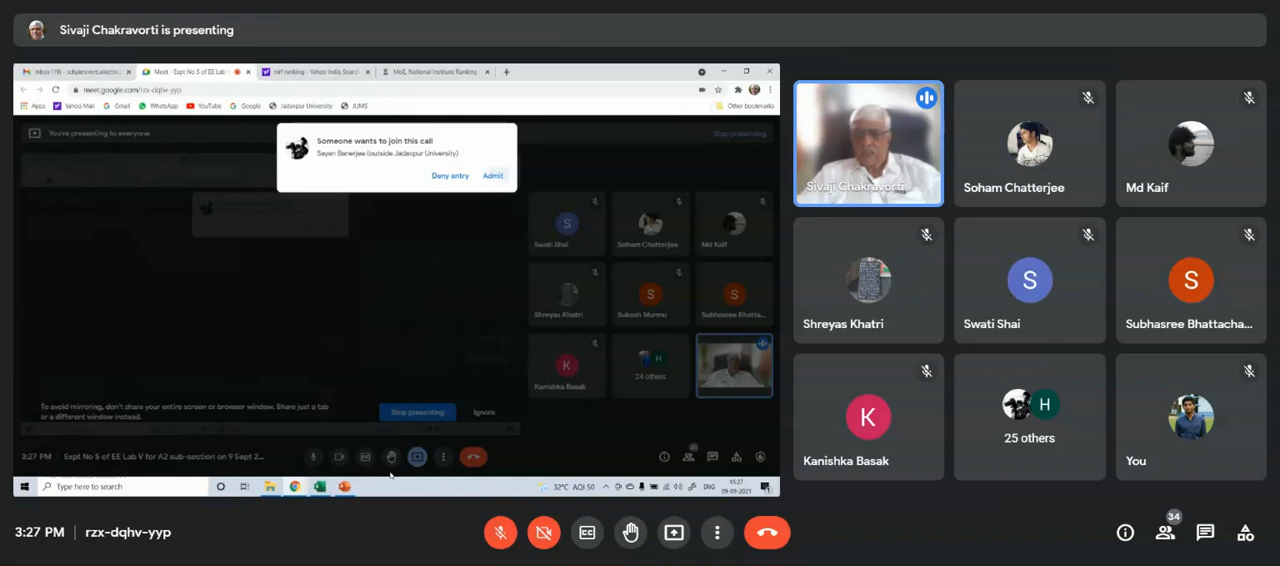 Sivaji Chakravorti is presenting
Meet - Expt No 5 of EE Lab V
nirf ranking - Yahoo India Search
MoE, National Institute Ranking
meet.google.com/rzx-dqhv-yyp
Apps
Yahoo Mail
Gmail
WhatsApp
YouTube
Google
Jadavpur University
JUMS
Other bookmarks
You're presenting to everyone
Stop presenting
Someone wants to join this call
Sayan Banerjee (outside Jadavpur University)
Deny entry
Admit
Swati Shai
Soham Chatterjee
Md Kaif
Shreyas Khatri
Sukesh Murmu
Subhasree Bhatta...
Kanishka Basak
24 others
To avoid mirroring, don't share your entire screen or browser window. Share just a tab
or a different window instead.
Stop presenting
Ignore
3:27 PM
Expt No 5 of EE Lab V for A2 sub-section on 9 Sept 2...
Type here to search
32°C AQI 50
ENG
15:27
09-09-2021
Sivaji Chakravorti
Soham Chatterjee
Md Kaif
Shreyas Khatri
S
Swati Shai
S
Subhasree Bhattacha...
K
Kanishka Basak
H
25 others
You
3:27 PM | rzx-dqhv-yyp
34